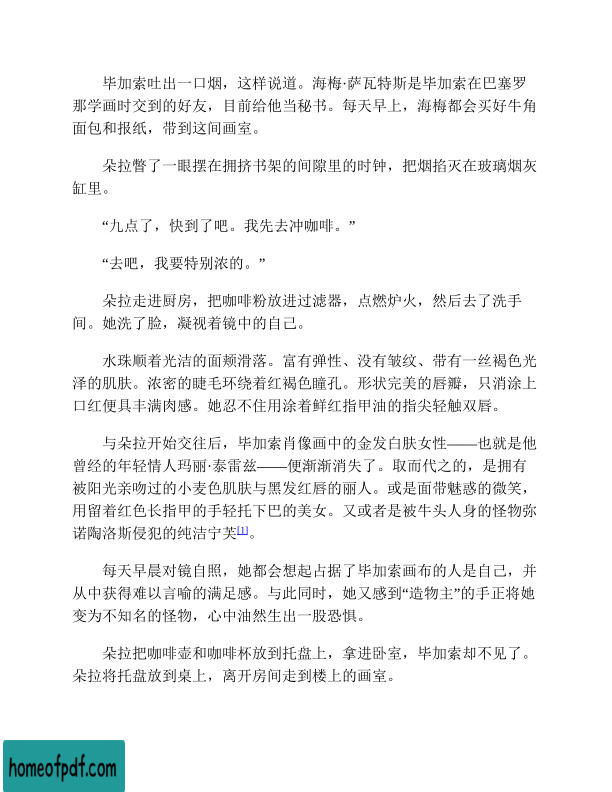 毕加索吐出一口烟，这样说道。海梅·萨瓦特斯是毕加索在巴塞罗
那学画时交到的好友，目前给他当秘书。每天早上，海梅都会买好牛角
面包和报纸，带到这间画室。
朵拉瞥了一眼摆在拥挤书架的间隙里的时钟，把烟掐灭在玻璃烟灰
缸里。
“九点了，快到了吧。我先去冲咖啡。”
“去吧，我要特别浓的。”
朵拉走进厨房，把咖啡粉放进过滤器，点燃炉火，然后去了洗手
间。她洗了脸，凝视着镜中的自己。
水珠顺着光洁的面颊滑落。富有弹性、没有皱纹、带有一丝褐色光
泽的肌肤。浓密的睫毛环绕着红褐色瞳孔。形状完美的唇瓣，只消涂上
口红便具丰满肉感。她忍不住用涂着鲜红指甲油的指尖轻触双唇。
与朵拉开始交往后，毕加索肖像画中的金发白肤女性——也就是他
曾经的年轻情人玛丽·泰雷兹——便渐渐消失了。取而代之的，是拥有
被阳光亲吻过的小麦色肌肤与黑发红唇的丽人。或是面带魅惑的微笑，
用留着红色长指甲的手轻托下巴的美女。又或者是被牛头人身的怪物弥
诺陶洛斯侵犯的纯洁宁芙[1]。
每天早晨对镜自照，她都会想起占据了毕加索画布的人是自己，并
从中获得难以言喻的满足感。与此同时，她又感到“造物主”的手正将她
变为不知名的怪物，心中油然生出一股恐惧。
朵拉把咖啡壶和咖啡杯放到托盘上，拿进卧室，毕加索却不见了。
朵拉将托盘放到桌上，离开房间走到楼上的画室。
homeofpdf.com